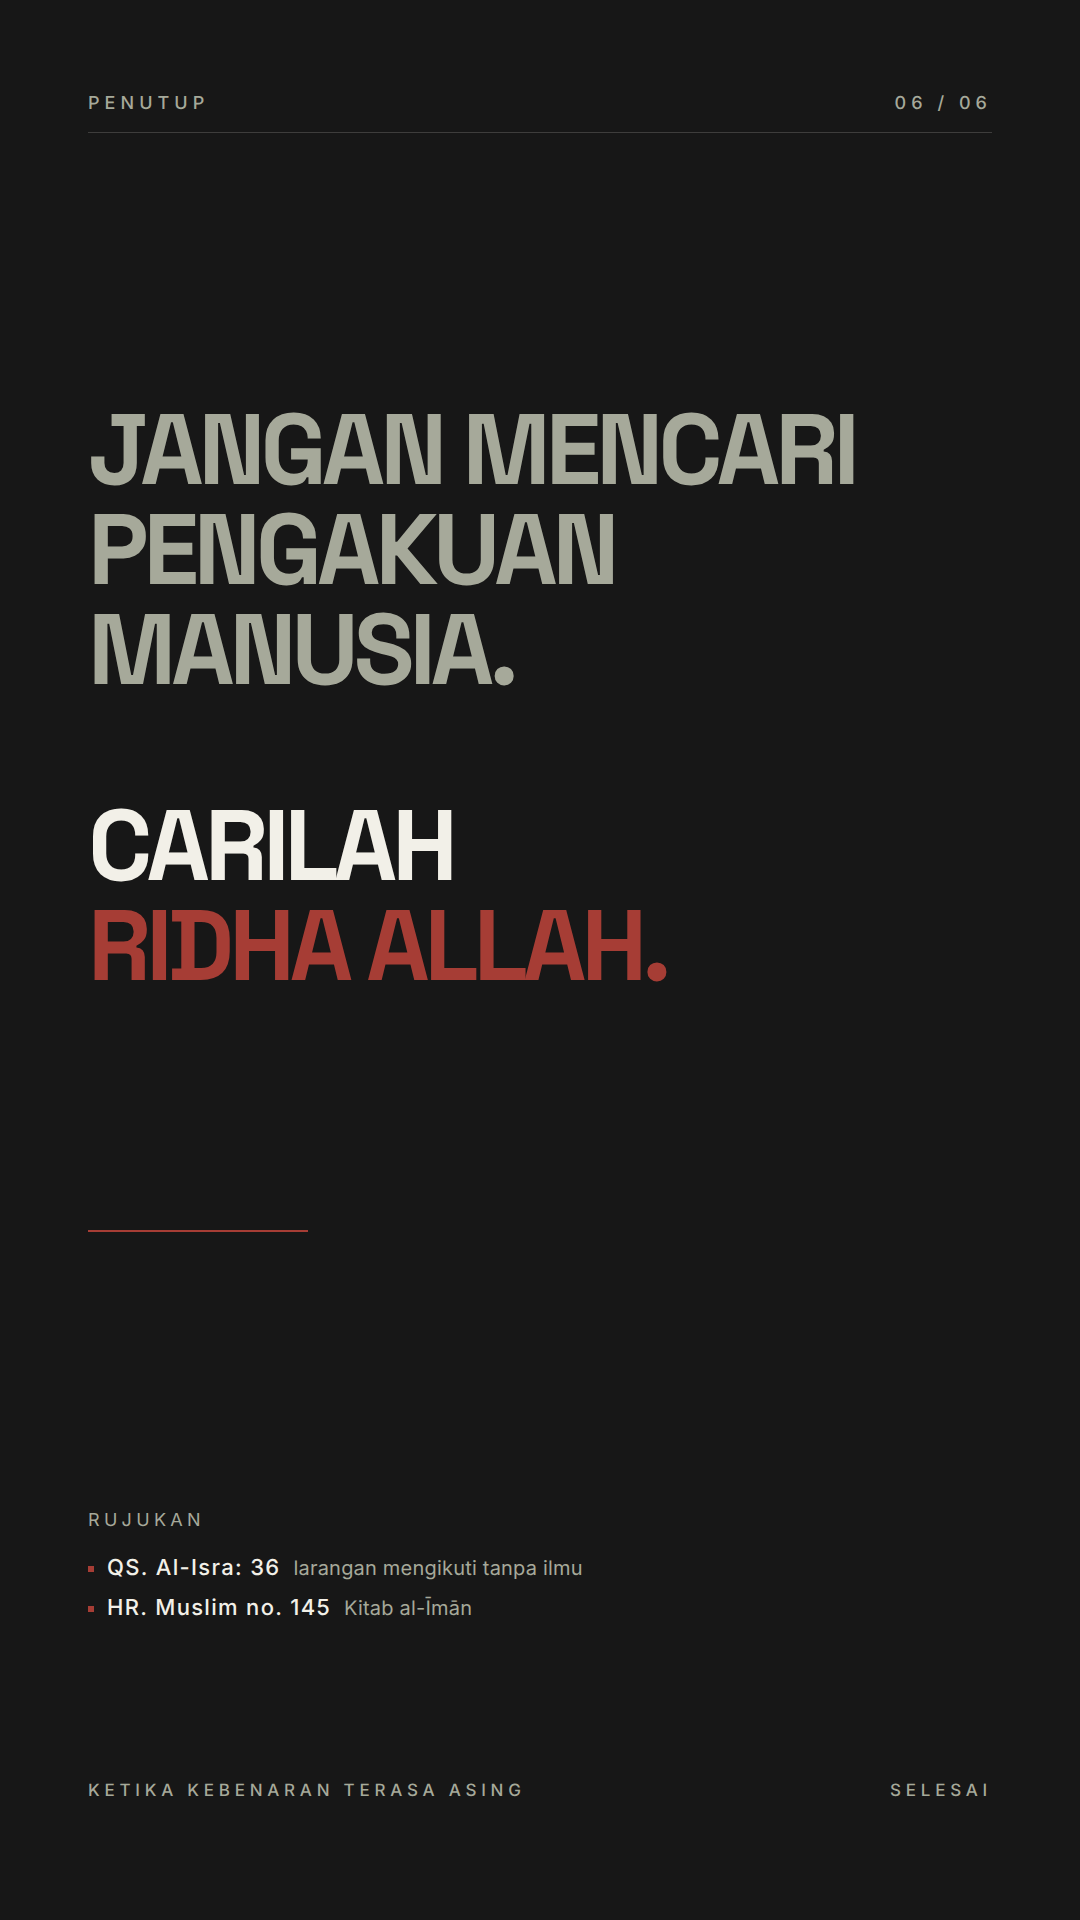 PENUTUP
06 / 06
JANGAN MENCARI
PENGAKUAN
MANUSIA.
CARILAH
RIDHA ALLAH.
RUJUKAN
QS. Al-Isra: 36 larangan mengikuti tanpa ilmu
HR. Muslim no. 145 Kitab al-Īmān
KETIKA KEBENARAN TERASA ASING
SELESAI